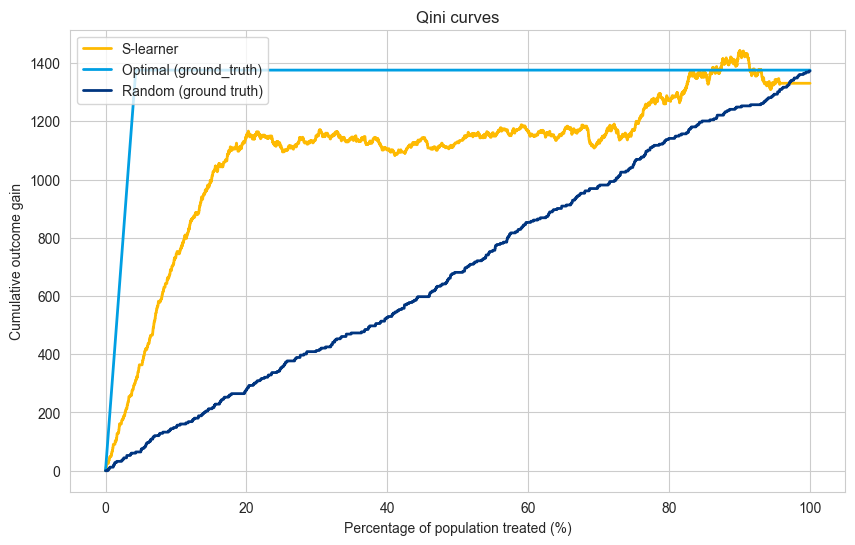 Qini curves
S-learner
Optimal (ground_truth)
Random (ground truth)
Cumulative outcome gain
1400
1200
1000
800
600
400
200
0
0 20 40 60 80 100
Percentage of population treated (%)